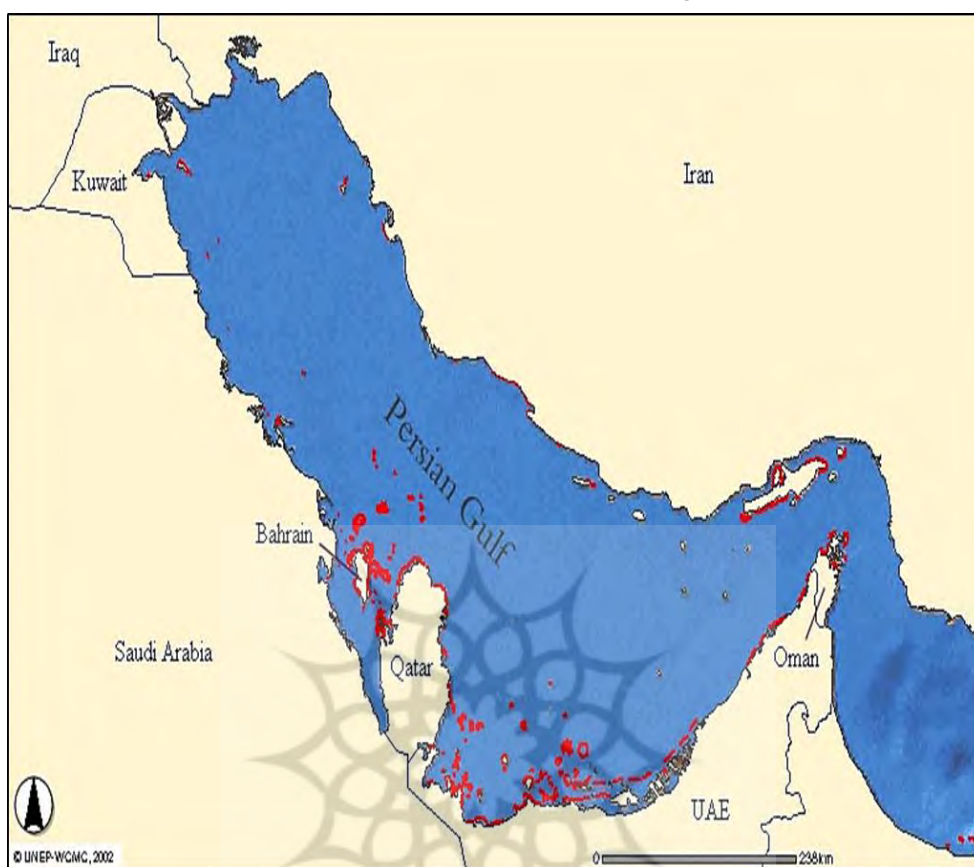 Iraq
Kuwait
Iran
Persian Gulf
Bahrain
Saudi Arabia
Qatar
Oman
UAE
© UNEP-WCMC, 2002
0 238km